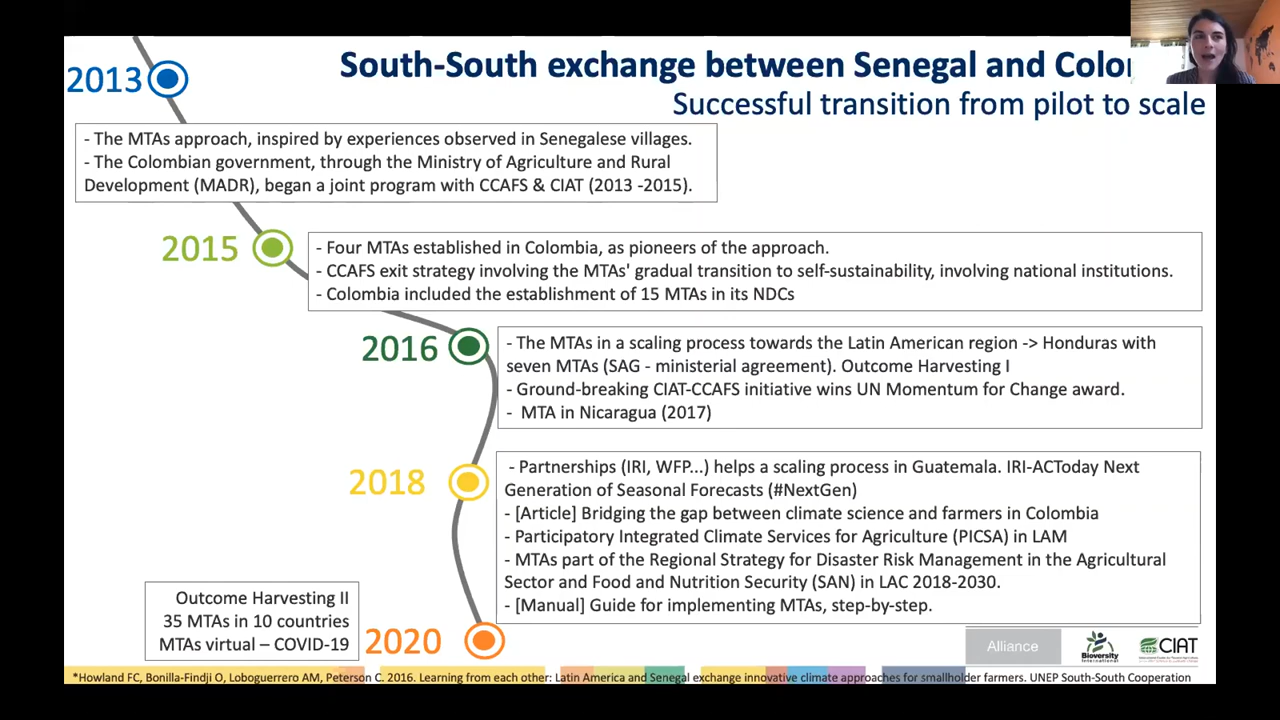 South-South exchange between Senegal and Colo
Successful transition from pilot to scale
2013
- The MTAs approach, inspired by experiences observed in Senegalese villages.
- The Colombian government, through the Ministry of Agriculture and Rural
Development (MADR), began a joint program with CCAFS & CIAT (2013 -2015).
2015
- Four MTAs established in Colombia, as pioneers of the approach.
- CCAFS exit strategy involving the MTAs' gradual transition to self-sustainability, involving national institutions.
- Colombia included the establishment of 15 MTAs in its NDCs
2016
- The MTAs in a scaling process towards the Latin American region -> Honduras with
seven MTAs (SAG - ministerial agreement). Outcome Harvesting I
- Ground-breaking CIAT-CCAFS initiative wins UN Momentum for Change award.
- MTA in Nicaragua (2017)
2018
- Partnerships (IRI, WFP...) helps a scaling process in Guatemala. IRI-ACToday Next
Generation of Seasonal Forecasts (#NextGen)
- [Article] Bridging the gap between climate science and farmers in Colombia
- Participatory Integrated Climate Services for Agriculture (PICSA) in LAM
- MTAs part of the Regional Strategy for Disaster Risk Management in the Agricultural
Sector and Food and Nutrition Security (SAN) in LAC 2018-2030.
- [Manual] Guide for implementing MTAs, step-by-step.
Outcome Harvesting II
35 MTAs in 10 countries
MTAs virtual – COVID-19
2020
Alliance
Bioversity
International
CIAT
*Howland FC, Bonilla-Findji O, Loboguerrero AM, Peterson C. 2016. Learning from each other: Latin America and Senegal exchange innovative climate approaches for smallholder farmers. UNEP South-South Cooperation